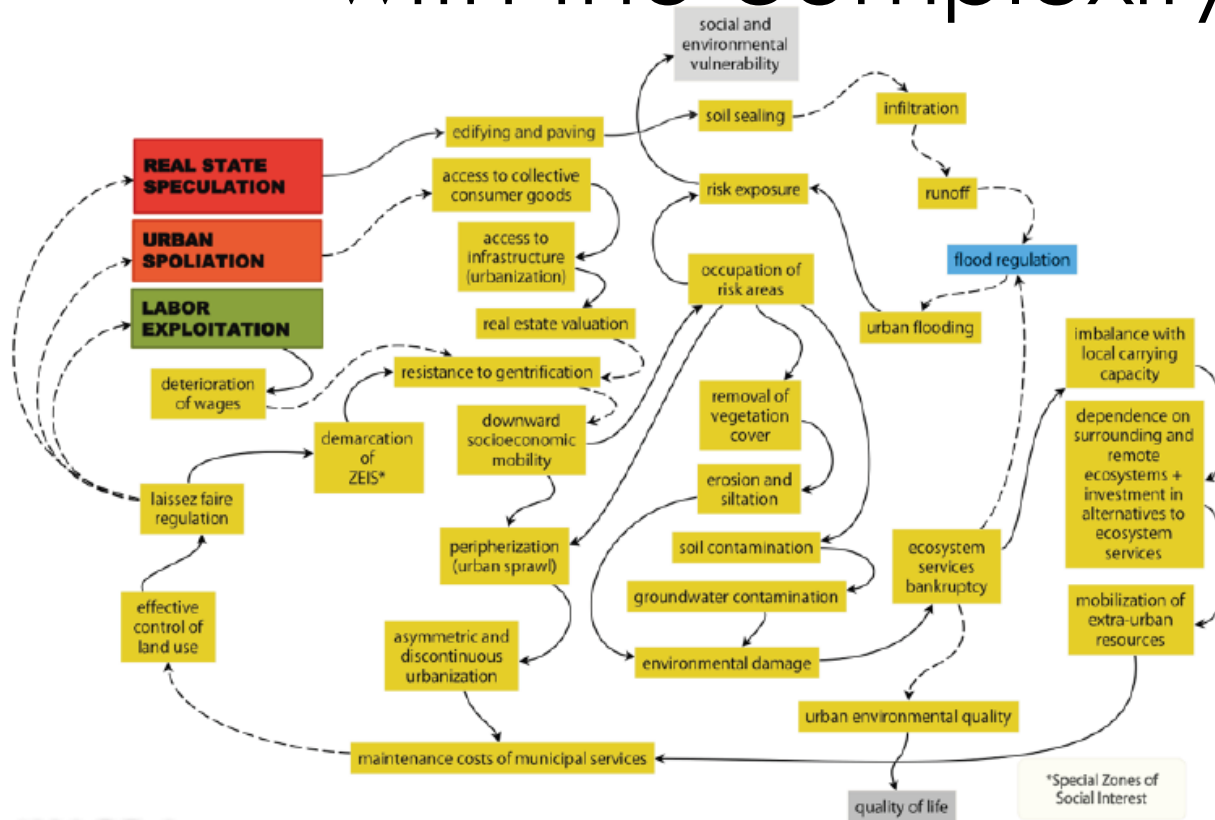 with the complexity
social and
environmental
vulnerability
edifying and paving
soil sealing
infiltration
REAL STATE
SPECULATION
access to collective
consumer goods
risk exposure
runoff
URBAN
SPOLIATION
access to
infrastructure
(urbanization)
occupation of
risk areas
flood regulation
LABOR
EXPLOITATION
real estate valuation
urban flooding
imbalance with
local carrying
capacity
deterioration
of wages
resistance to gentrification
removal of
vegetation
cover
downward
socioeconomic
mobility
dependence on
surrounding and
remote
ecosystems +
investment in
alternatives to
ecosystem
services
demarcation
of
ZEIS*
erosion and
siltation
laissez faire
regulation
peripherization
(urban sprawl)
soil contamination
ecosystem
services
bankruptcy
groundwater contamination
effective
control of
land use
mobilization of
extra-urban
resources
asymmetric and
discontinuous
urbanization
environmental damage
urban environmental quality
maintenance costs of municipal services
*Special Zones of
Social Interest
quality of life